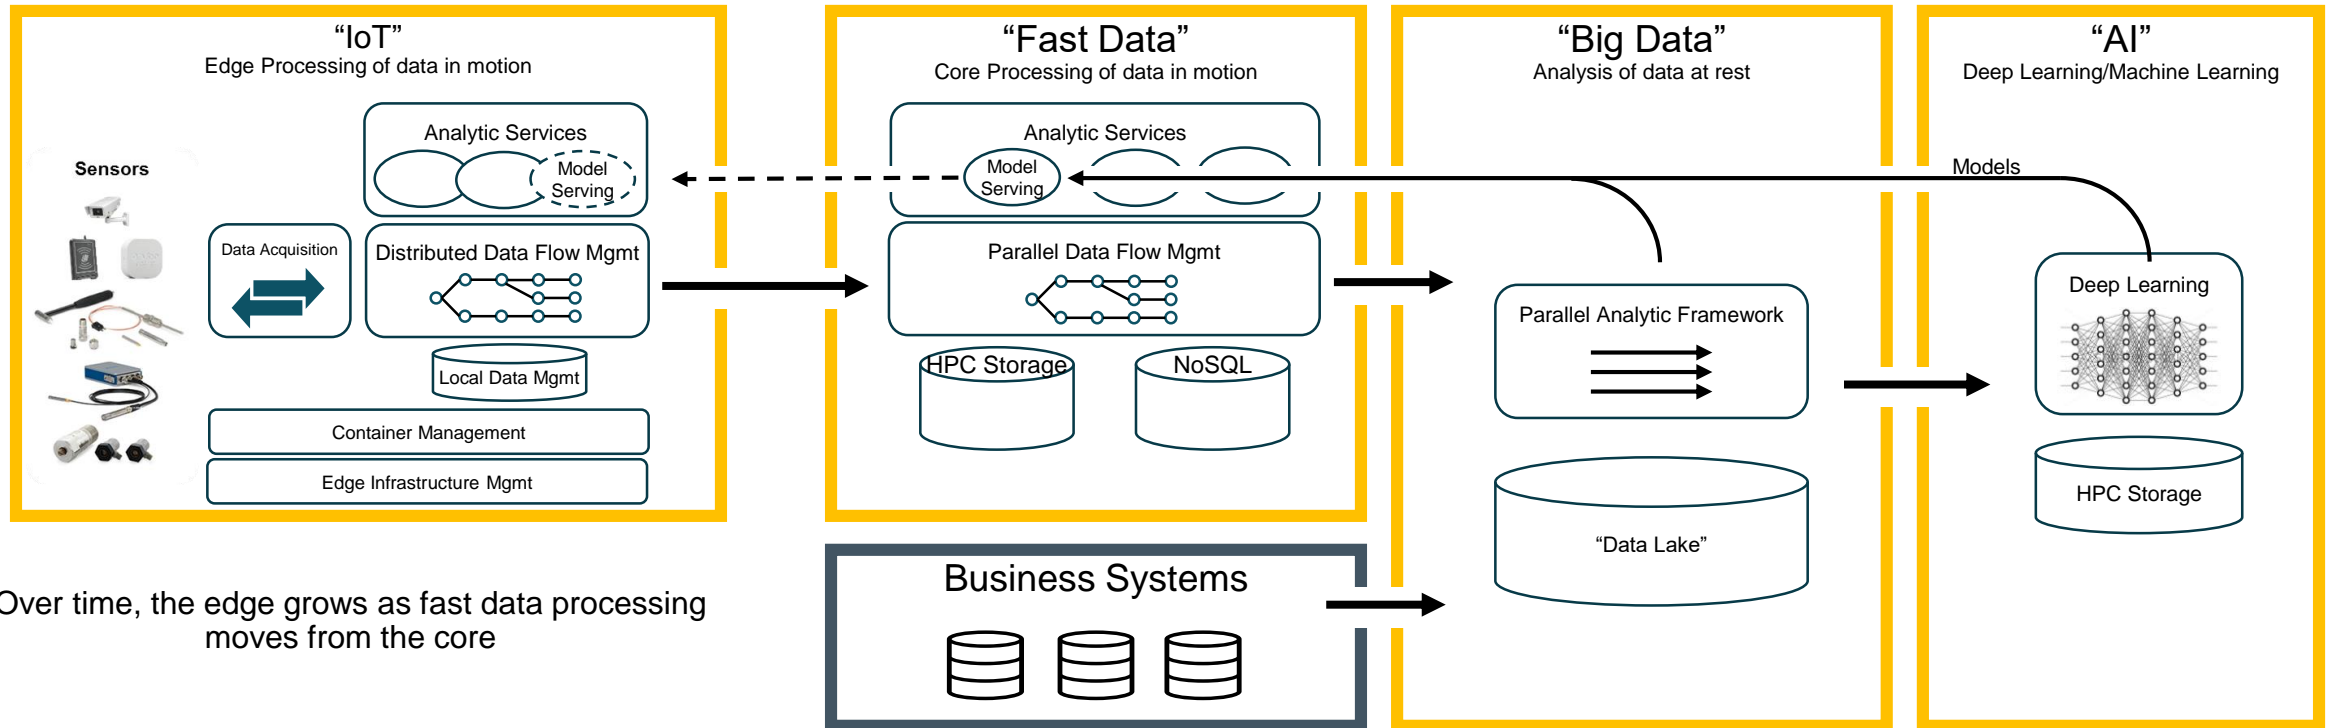 “IoT”
Edge Processing of data in motion
Analytic Services
Model
Serving
Sensors
Data Acquisition
Distributed Data Flow Mgmt
Local Data Mgmt
Container Management
Edge Infrastructure Mgmt
“Fast Data”
Core Processing of data in motion
Analytic Services
Model
Serving
Parallel Data Flow Mgmt
HPC Storage
NoSQL
“Big Data”
Analysis of data at rest
Parallel Analytic Framework
“Data Lake”
“AI”
Deep Learning/Machine Learning
Models
Deep Learning
HPC Storage
Business Systems
Over time, the edge grows as fast data processing
moves from the core